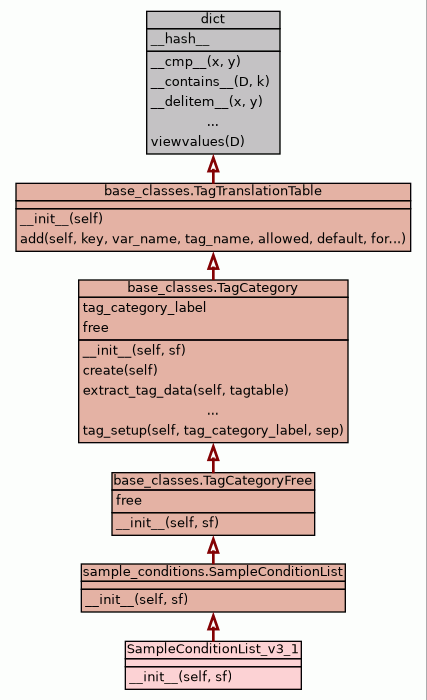 dict
__hash__
__cmp__(x, y)
__contains__(D, k)
__delitem__(x, y)
...
viewvalues(D)
base_classes.TagTranslationTable
__init__(self)
add(self, key, var_name, tag_name, allowed, default, for...)
base_classes.TagCategory
tag_category_label
free
__init__(self, sf)
create(self)
extract_tag_data(self, tagtable)
...
tag_setup(self, tag_category_label, sep)
base_classes.TagCategoryFree
free
__init__(self, sf)
sample_conditions.SampleConditionList
__init__(self, sf)
SampleConditionList_v3_1
__init__(self, sf)